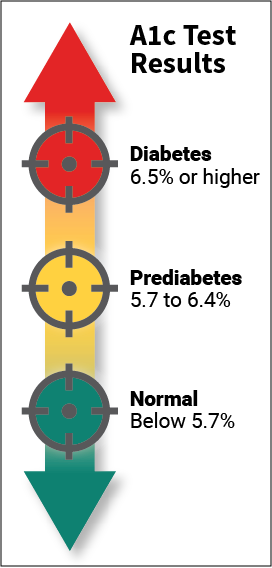 A1c Test
Results
Diabetes
6.5% or higher
Prediabetes
5.7 to 6.4%
Normal
Below 5.7%